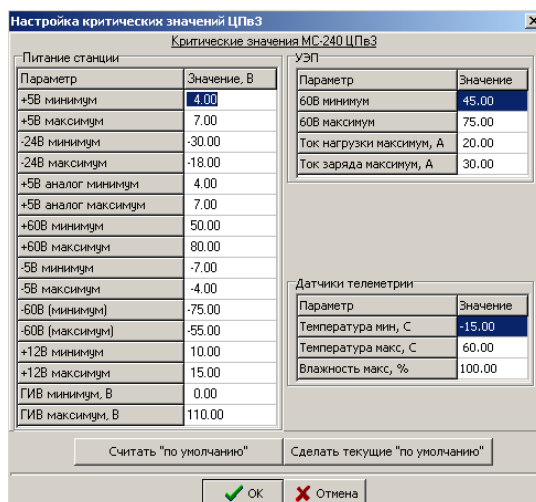 Настройка критических значений ЦПв3
Критические значения МС-240 ЦПв3
Питание станции
Параметр Значение, В
+5В минимум 4.00
+5В максимум 7.00
-24В минимум -30.00
-24В максимум -18.00
+5В аналог минимум 4.00
+5В аналог максимум 7.00
+60В минимум 50.00
+60В максимум 80.00
-5В минимум -7.00
-5В максимум -4.00
-60В (минимум) -75.00
-60В (максимум) -55.00
+12В минимум 10.00
+12В максимум 15.00
ГИВ минимум, В 0.00
ГИВ максимум, В 110.00
УЭП
Параметр Значение
60В минимум 45.00
60В максимум 75.00
Ток нагрузки максимум, А 20.00
Ток заряда максимум, А 30.00
Датчики телеметрии
Параметр Значение
Температура мин, С -15.00
Температура макс, С 60.00
Влажность макс, % 100.00
Считать "по умолчанию" Сделать текущие "по умолчанию"
OK Отмена